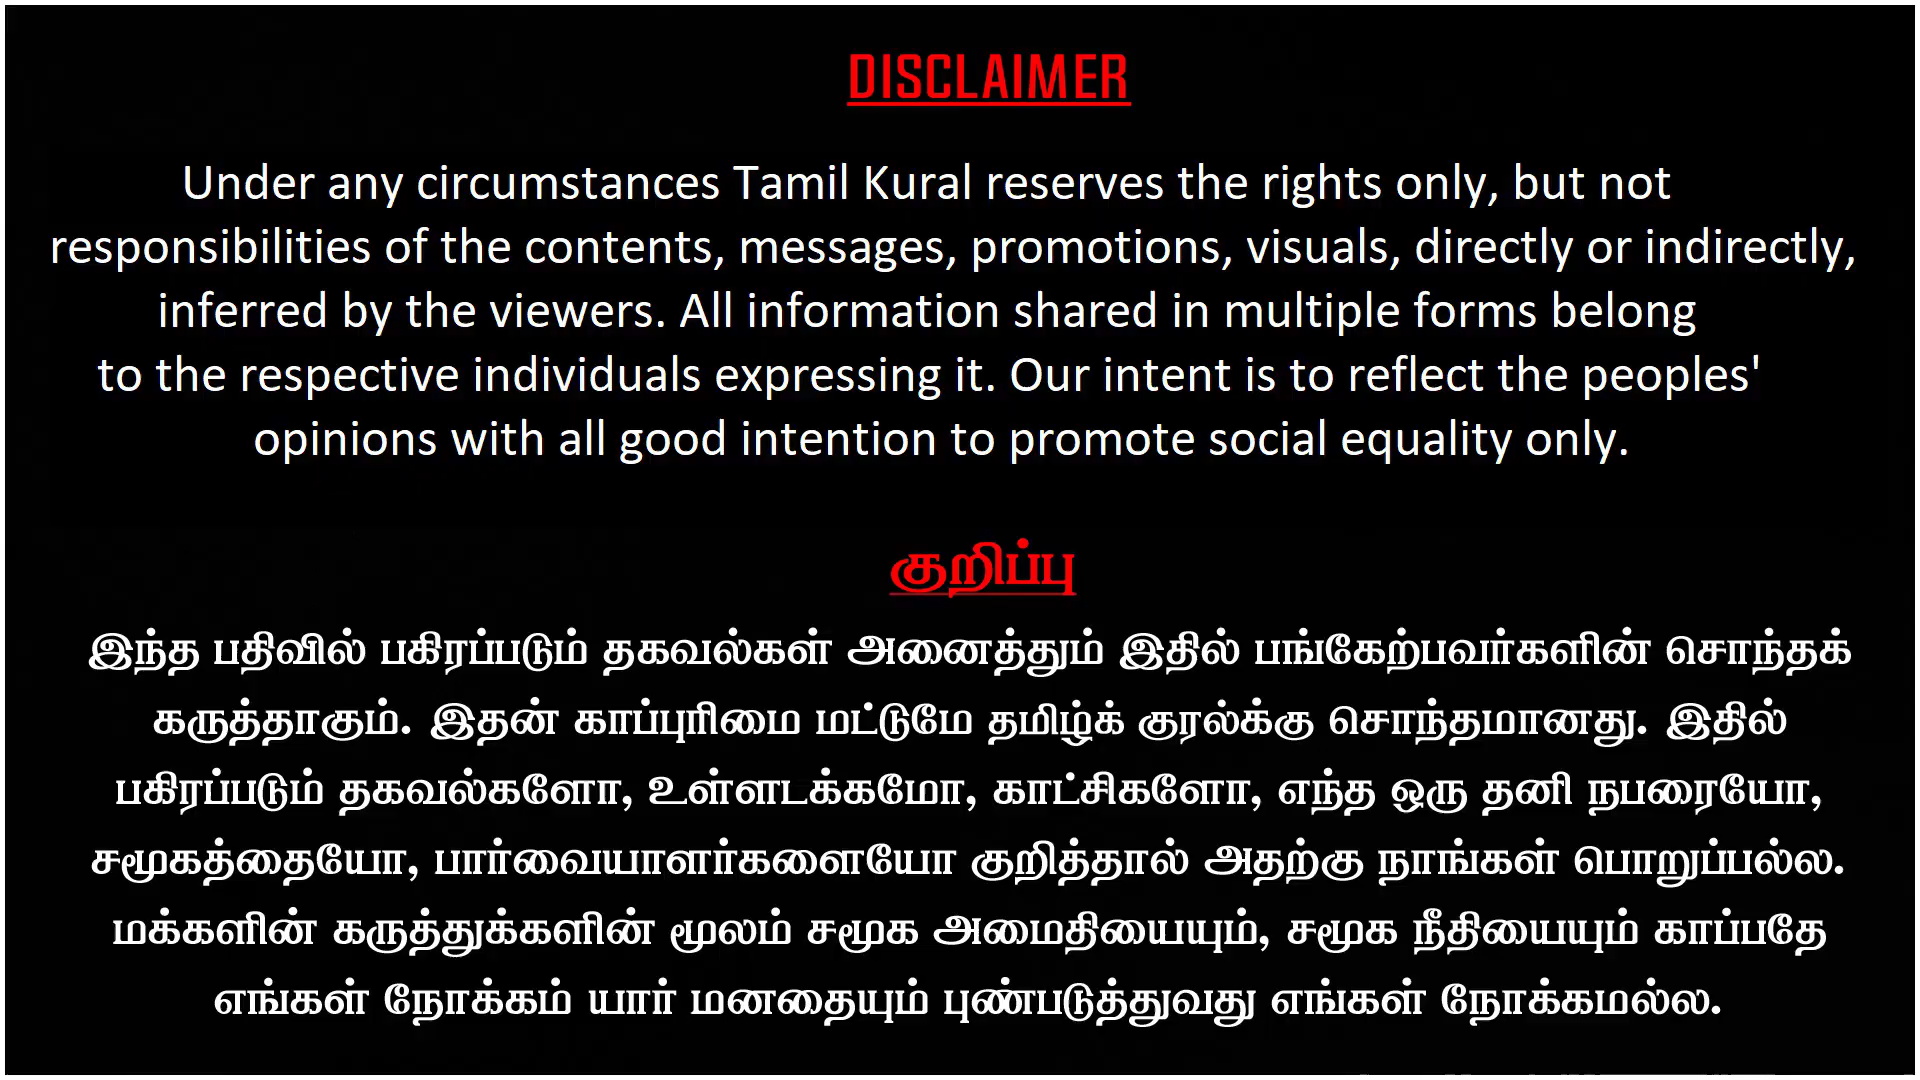 DISCLAIMER
Under any circumstances Tamil Kural reserves the rights only, but not
responsibilities of the contents, messages, promotions, visuals, directly or indirectly,
inferred by the viewers. All information shared in multiple forms belong
to the respective individuals expressing it. Our intent is to reflect the peoples'
opinions with all good intention to promote social equality only.
குறிப்பு
இந்த பதிவில் பகிரப்படும் தகவல்கள் அனைத்தும் இதில் பங்கேற்பவர்களின் சொந்தக்
கருத்தாகும். இதன் காப்புரிமை மட்டுமே தமிழ்க் குரல்க்கு சொந்தமானது. இதில்
பகிரப்படும் தகவல்களோ, உள்ளடக்கமோ, காட்சிகளோ, எந்த ஒரு தனி நபரையோ,
சமூகத்தையோ, பார்வையாளர்களையோ குறித்தால் அதற்கு நாங்கள் பொறுப்பல்ல.
மக்களின் கருத்துக்களின் மூலம் சமூக அமைதியையும், சமூக நீதியையும் காப்பதே
எங்கள் நோக்கம் யார் மனதையும் புண்படுத்துவது எங்கள் நோக்கமல்ல.